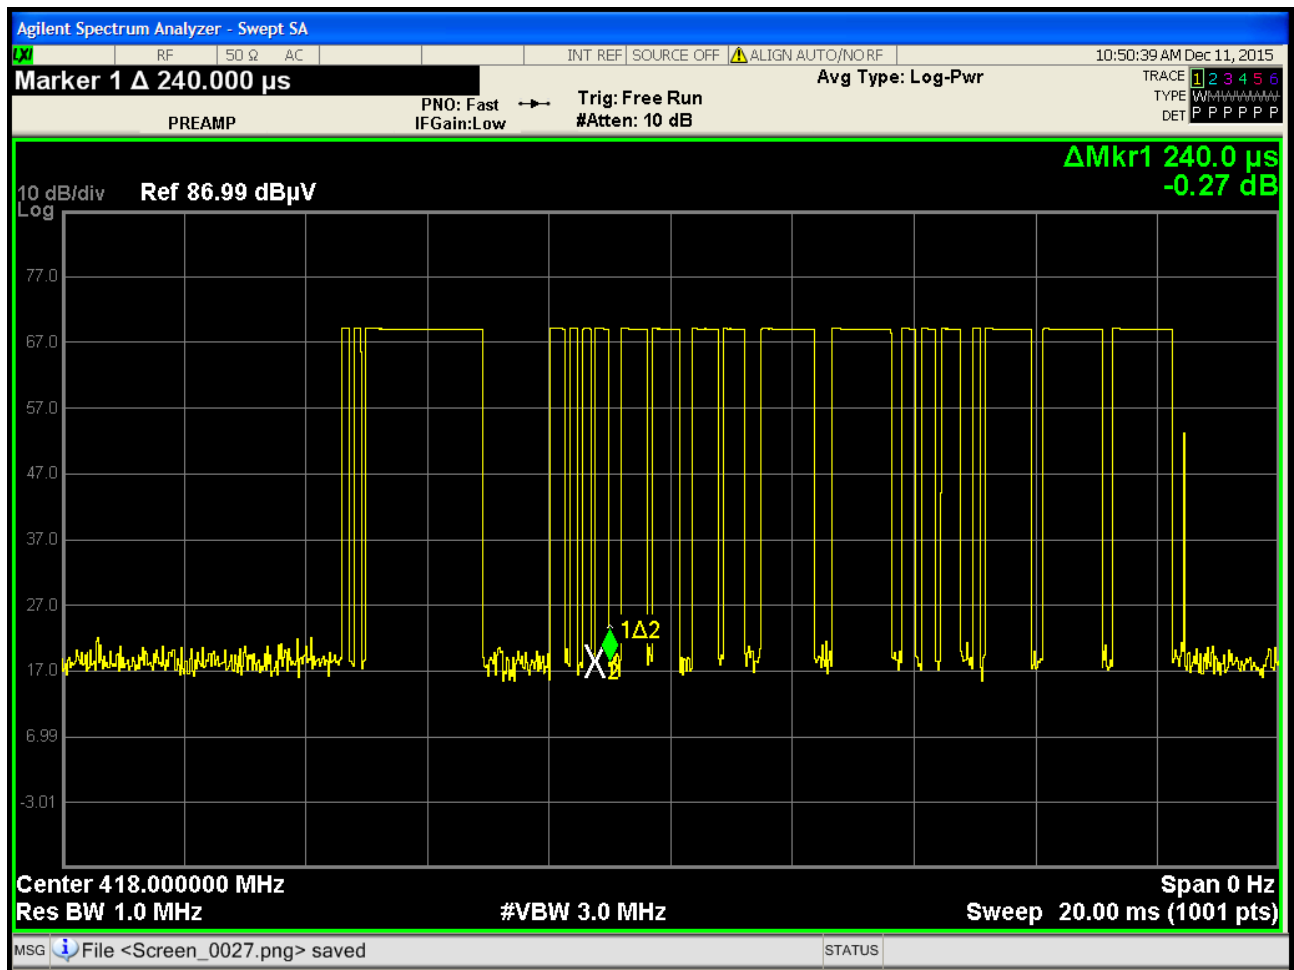 Agilent Spectrum Analyzer - Swept SA
LXI RF 50 Ω AC INT REF SOURCE OFF ALIGN AUTO/NO RF 10:50:39 AM Dec 11, 2015
Marker 1 Δ 240.000 µs
PREAMP
PNO: Fast
IFGain:Low
Trig: Free Run
#Atten: 10 dB
Avg Type: Log-Pwr
TRACE 1 2 3 4 5 6
TYPE WMWWWWW
DET P P P P P P
ΔMkr1 240.0 µs
-0.27 dB
10 dB/div Ref 86.99 dBµV
Log
77.0
67.0
57.0
47.0
37.0
27.0
1Δ2
17.0
2
6.99
-3.01
Center 418.000000 MHz Span 0 Hz
Res BW 1.0 MHz #VBW 3.0 MHz Sweep 20.00 ms (1001 pts)
MSG File <Screen_0027.png> saved STATUS